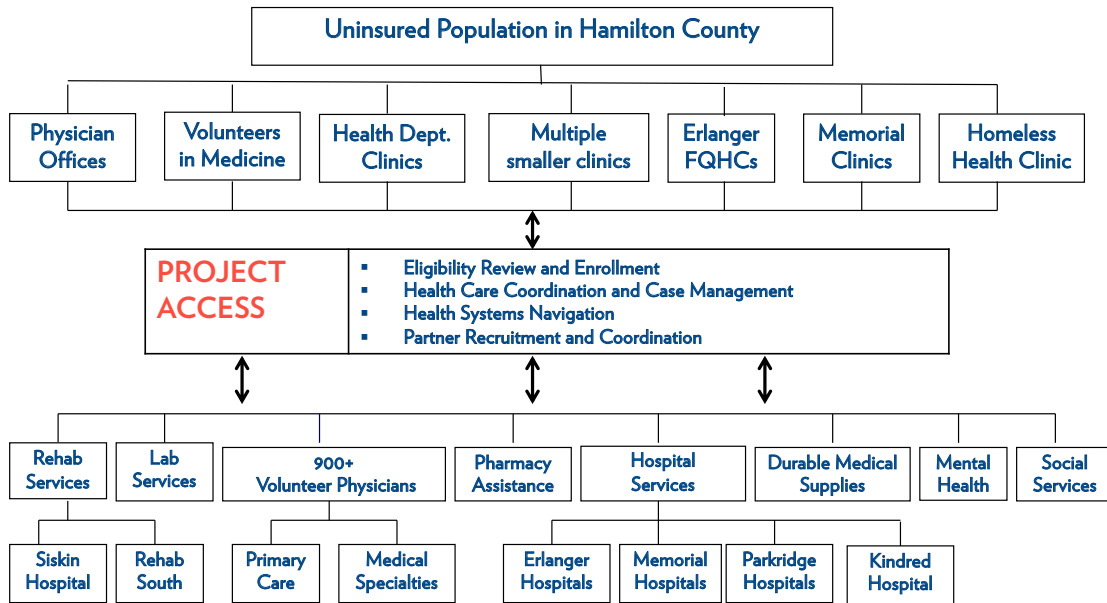 Uninsured Population in Hamilton County
Physician
Offices
Volunteers
in Medicine
Health Dept.
Clinics
Multiple
smaller clinics
Erlanger
FQHCs
Memorial
Clinics
Homeless
Health Clinic
PROJECT
ACCESS
▪ Eligibility Review and Enrollment
▪ Health Care Coordination and Case Management
▪ Health Systems Navigation
▪ Partner Recruitment and Coordination
Rehab
Services
Lab
Services
900+
Volunteer Physicians
Pharmacy
Assistance
Hospital
Services
Durable Medical
Supplies
Mental
Health
Social
Services
Siskin
Hospital
Rehab
South
Primary
Care
Medical
Specialties
Erlanger
Hospitals
Memorial
Hospitals
Parkridge
Hospitals
Kindred
Hospital